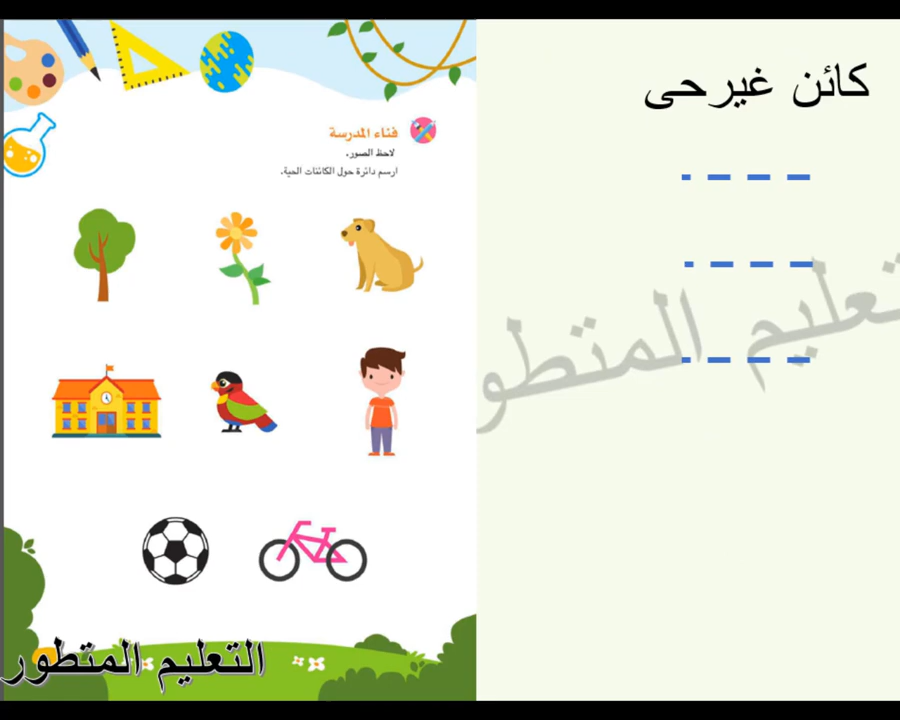 فناء المدرسة
لاحظ الصور.
ارسم دائرة حول الكائنات الحية.
كائن غيرحى
التعليم المتطور
التعليم المتطور